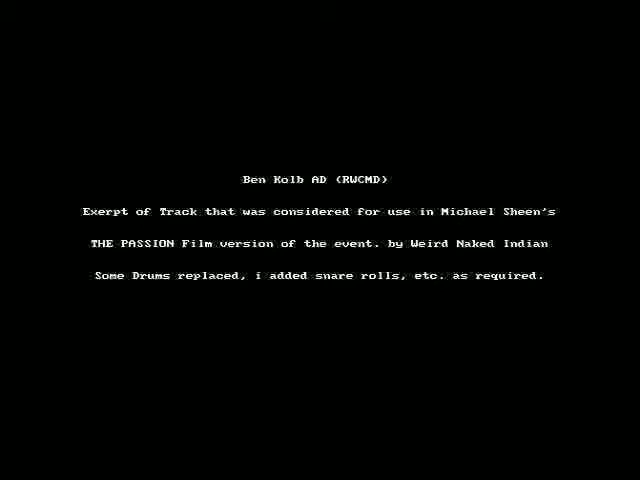 Ben Kolb AD (RWCMD)
Exerpt of Track that was considered for use in Michael Sheen's
THE PASSION Film version of the event. by Weird Naked Indian
Some Drums replaced, i added snare rolls, etc. as required.